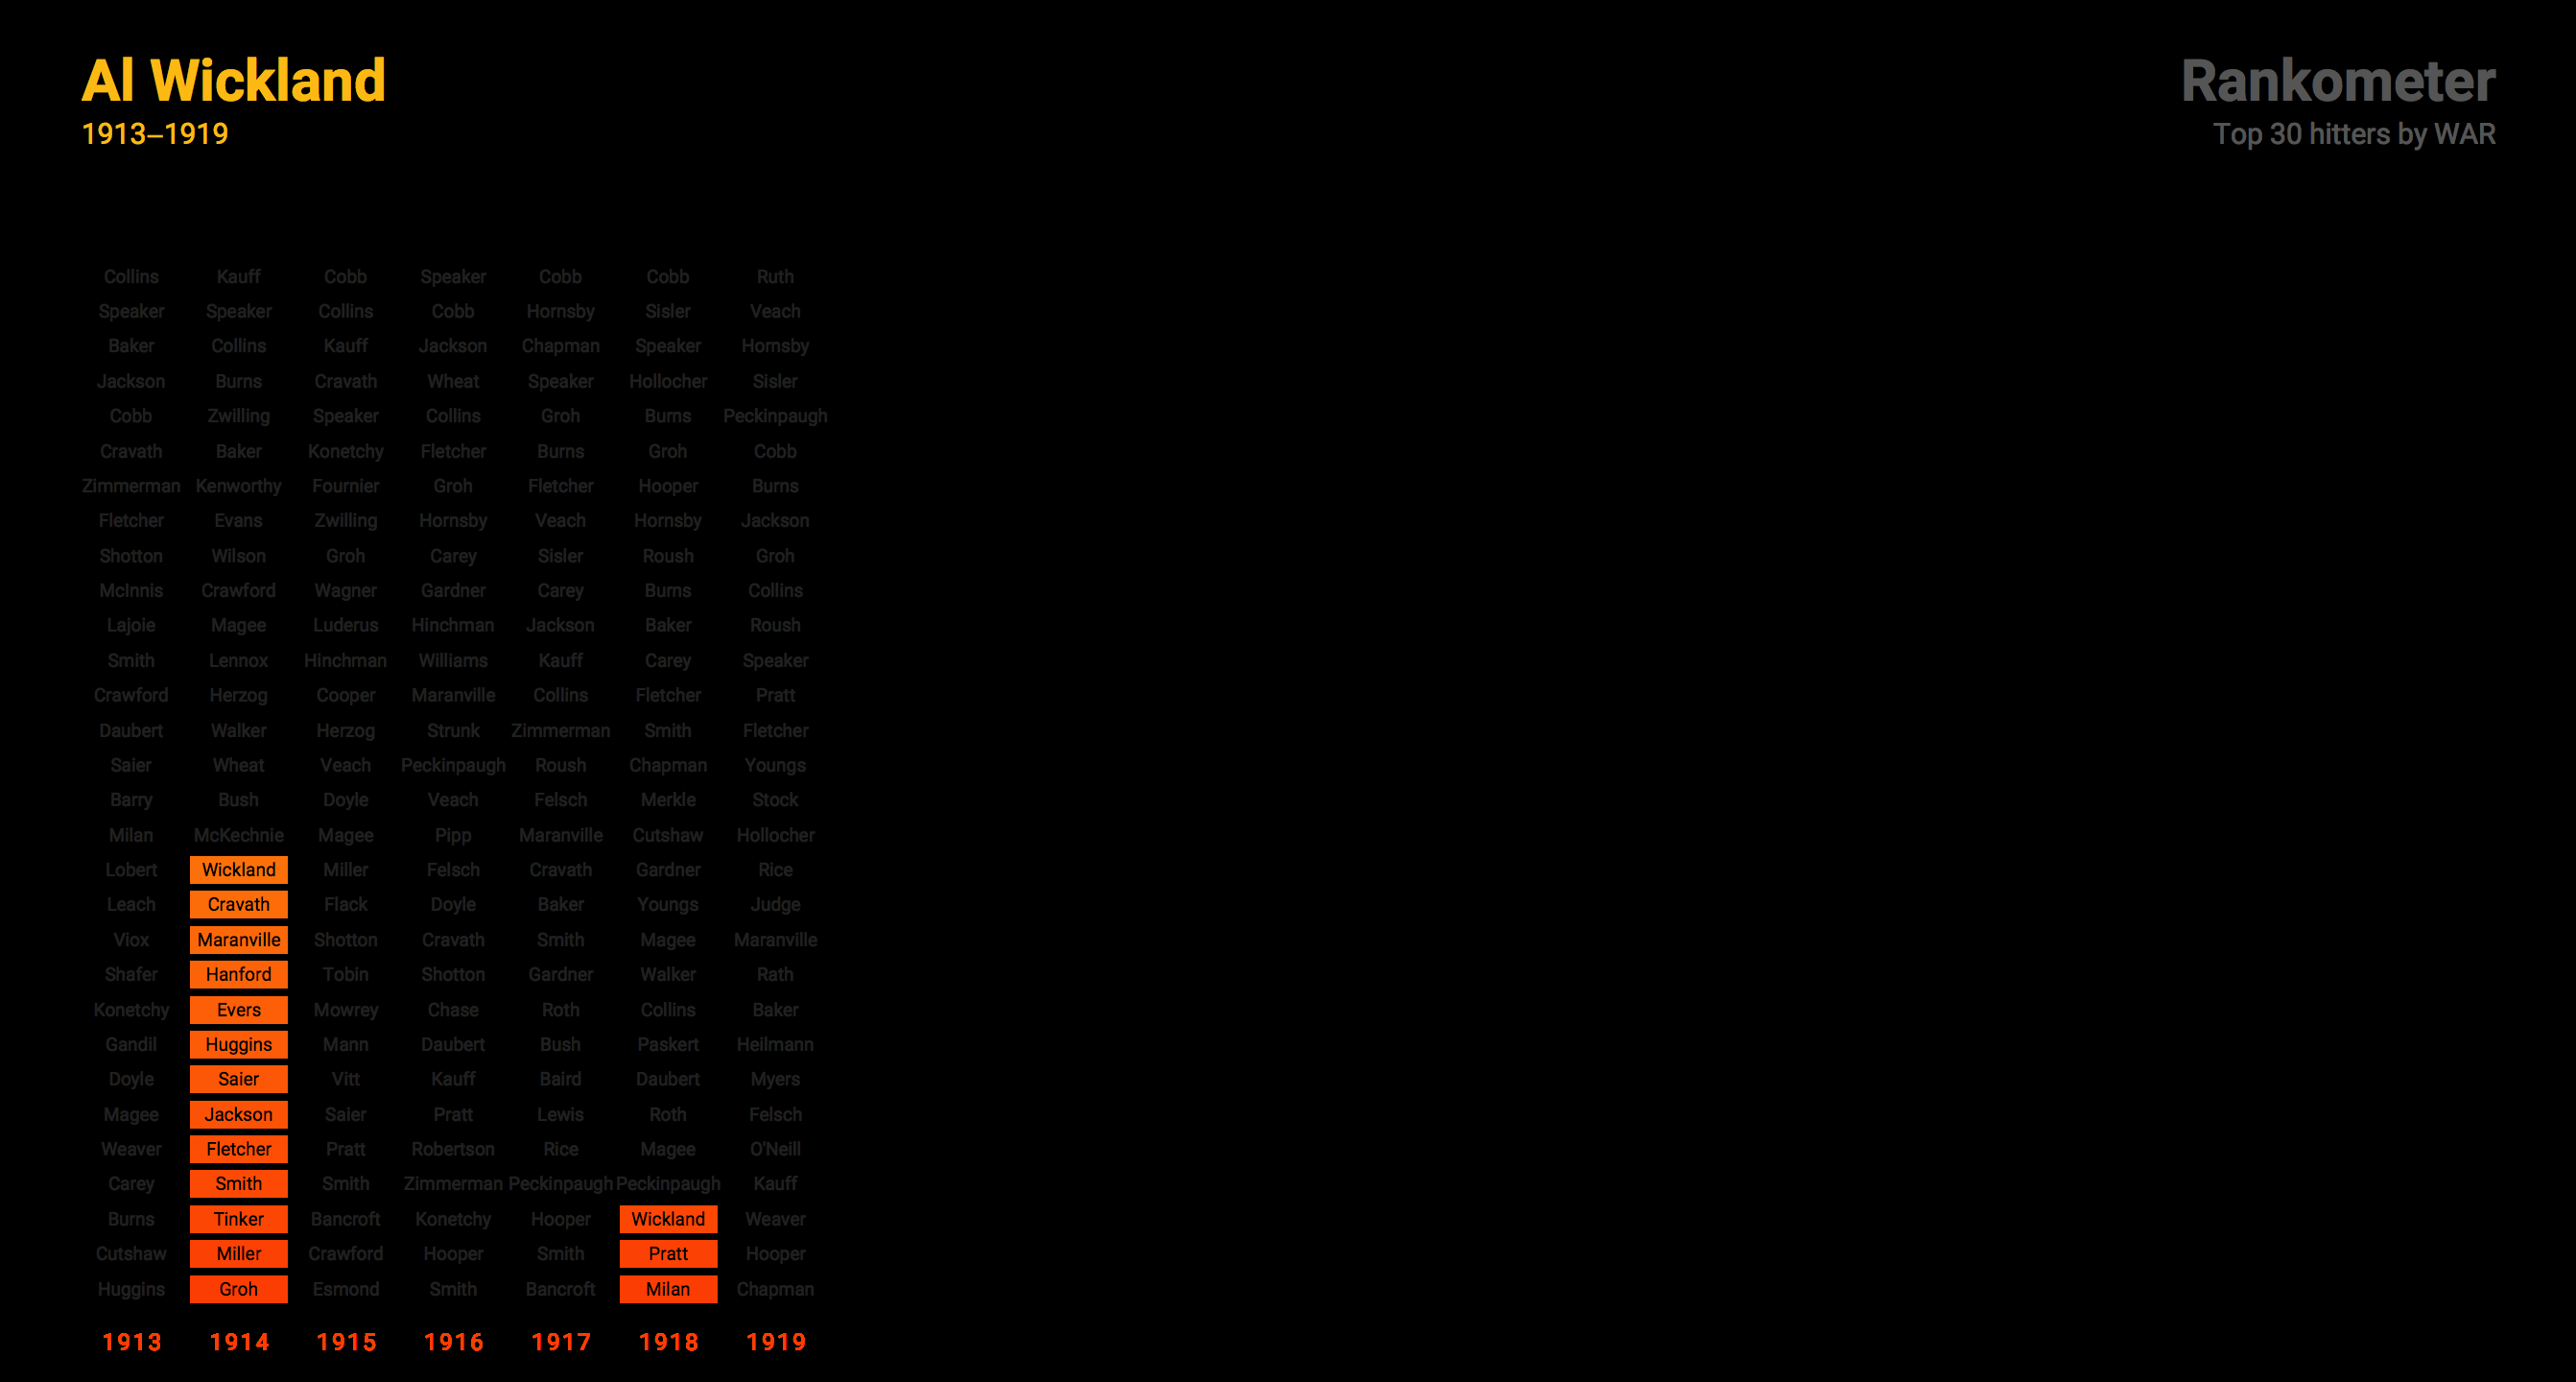 Al Wickland
1913–1919
Rankometer
Top 30 hitters by WAR
Collins Kauff Cobb Speaker Cobb Cobb Ruth
Speaker Speaker Collins Cobb Hornsby Sisler Veach
Baker Collins Kauff Jackson Chapman Speaker Hornsby
Jackson Burns Cravath Wheat Speaker Hollocher Sisler
Cobb Zwilling Speaker Collins Groh Burns Peckinpaugh
Cravath Baker Konetchy Fletcher Burns Groh Cobb
Zimmerman Kenworthy Fournier Groh Fletcher Hooper Burns
Fletcher Evans Zwilling Hornsby Veach Hornsby Jackson
Shotton Wilson Groh Carey Sisler Roush Groh
McInnis Crawford Wagner Gardner Carey Burns Collins
Lajoie Magee Luderus Hinchman Jackson Baker Roush
Smith Lennox Hinchman Williams Kauff Carey Speaker
Crawford Herzog Cooper Maranville Collins Fletcher Pratt
Daubert Walker Herzog Strunk Zimmerman Smith Fletcher
Saier Wheat Veach Peckinpaugh Roush Chapman Youngs
Barry Bush Doyle Veach Felsch Merkle Stock
Milan McKechnie Magee Pipp Maranville Cutshaw Hollocher
Lobert Wickland Miller Felsch Cravath Gardner Rice
Leach Cravath Flack Doyle Baker Youngs Judge
Viox Maranville Shotton Cravath Smith Magee Maranville
Shafer Hanford Tobin Shotton Gardner Walker Rath
Konetchy Evers Mowrey Chase Roth Collins Baker
Gandil Huggins Mann Daubert Bush Paskert Heilmann
Doyle Saier Vitt Kauff Baird Daubert Myers
Magee Jackson Saier Pratt Lewis Roth Felsch
Weaver Fletcher Pratt Robertson Rice Magee O'Neill
Carey Smith Smith Zimmerman Peckinpaugh Peckinpaugh Kauff
Burns Tinker Bancroft Konetchy Hooper Wickland Weaver
Cutshaw Miller Crawford Hooper Smith Pratt Hooper
Huggins Groh Esmond Smith Bancroft Milan Chapman
1913 1914 1915 1916 1917 1918 1919